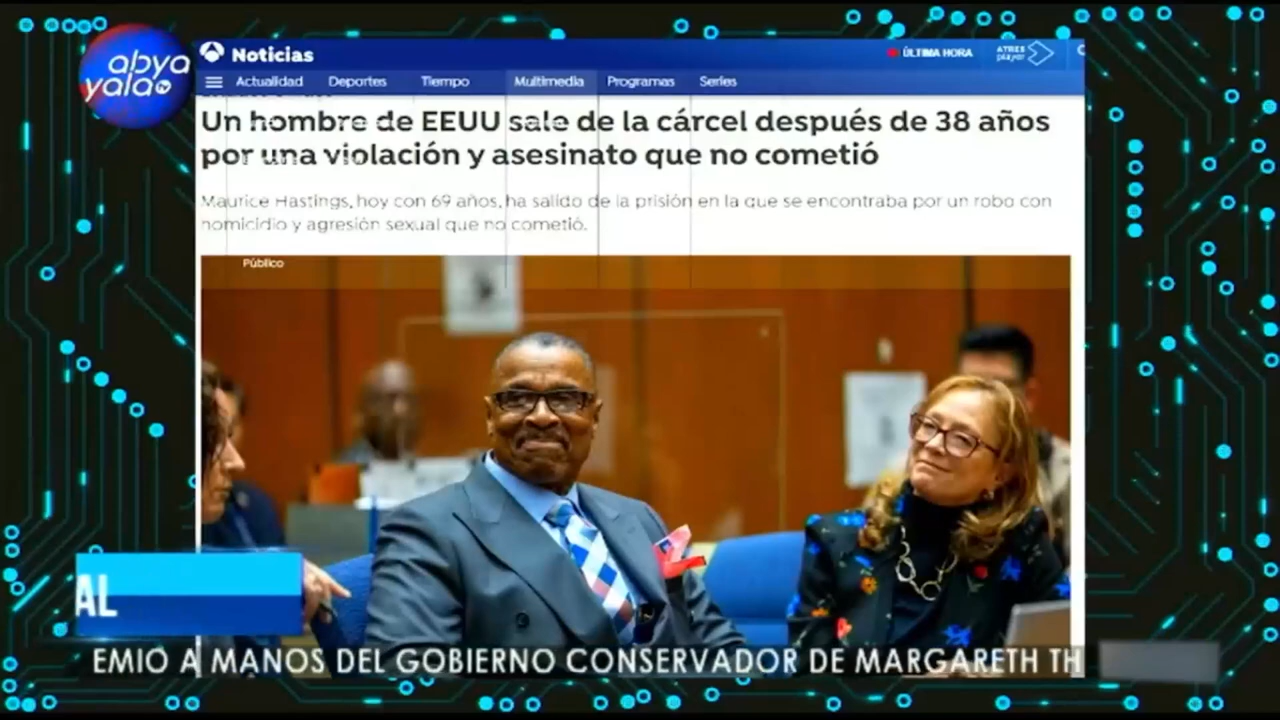 abya
yala tv
Noticias
ÚLTIMA HORA
ATRES
player
Actualidad
Deportes
Tiempo
Multimedia
Programas
Series
Un hombre de EEUU sale de la cárcel después de 38 años
por una violación y asesinato que no cometió
Maurice Hastings, hoy con 69 años, ha salido de la prisión en la que se encontraba por un robo con
homicidio y agresión sexual que no cometió.
Público
AL
EMIO A MANOS DEL GOBIERNO CONSERVADOR DE MARGARETH TH